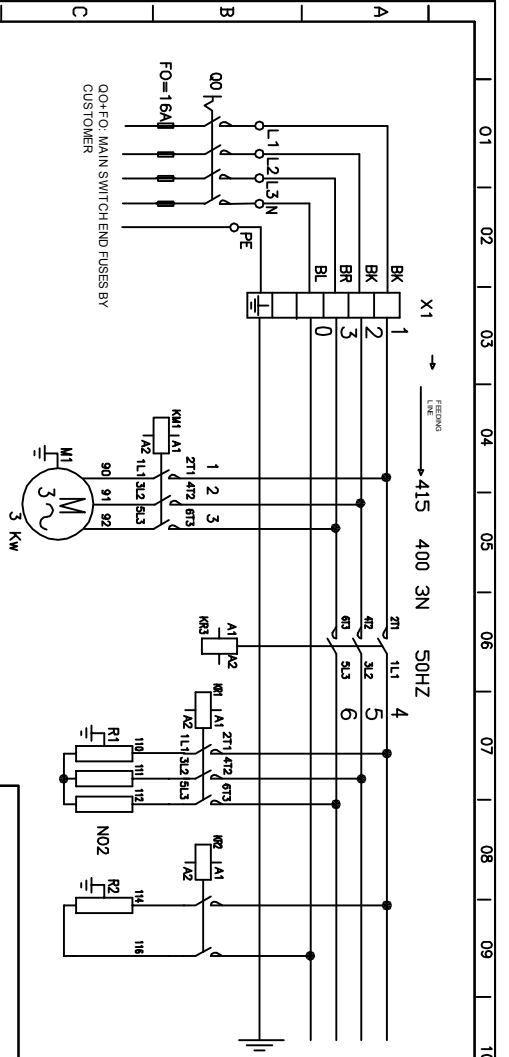 A
B
C
01
02
03
04
05
06
07
08
09
10
X1
FEEDING
LINE
415 400 3N 50HZ
BK
BK
BR
BL
1
2
3
0
L1
L2
L3
N
PE
Q0
F0=16A
Q0+F0: MAIN SWITCH END FUSES BY
CUSTOMER
KM1
A1
A2
2T1 4T2 6T3
1L1 3L2 5L3
1 2 3
90 91 92
M1
M
3
3 Kw
KR3
A1
A2
2T1
4T2
6T3
1L1
3L2
5L3
4
5
6
KR1
A1
A2
2T1 4T2 6T3
1L1 3L2 5L3
110 111 112
R1
NO2
KR2
A1
A2
114 116
R2